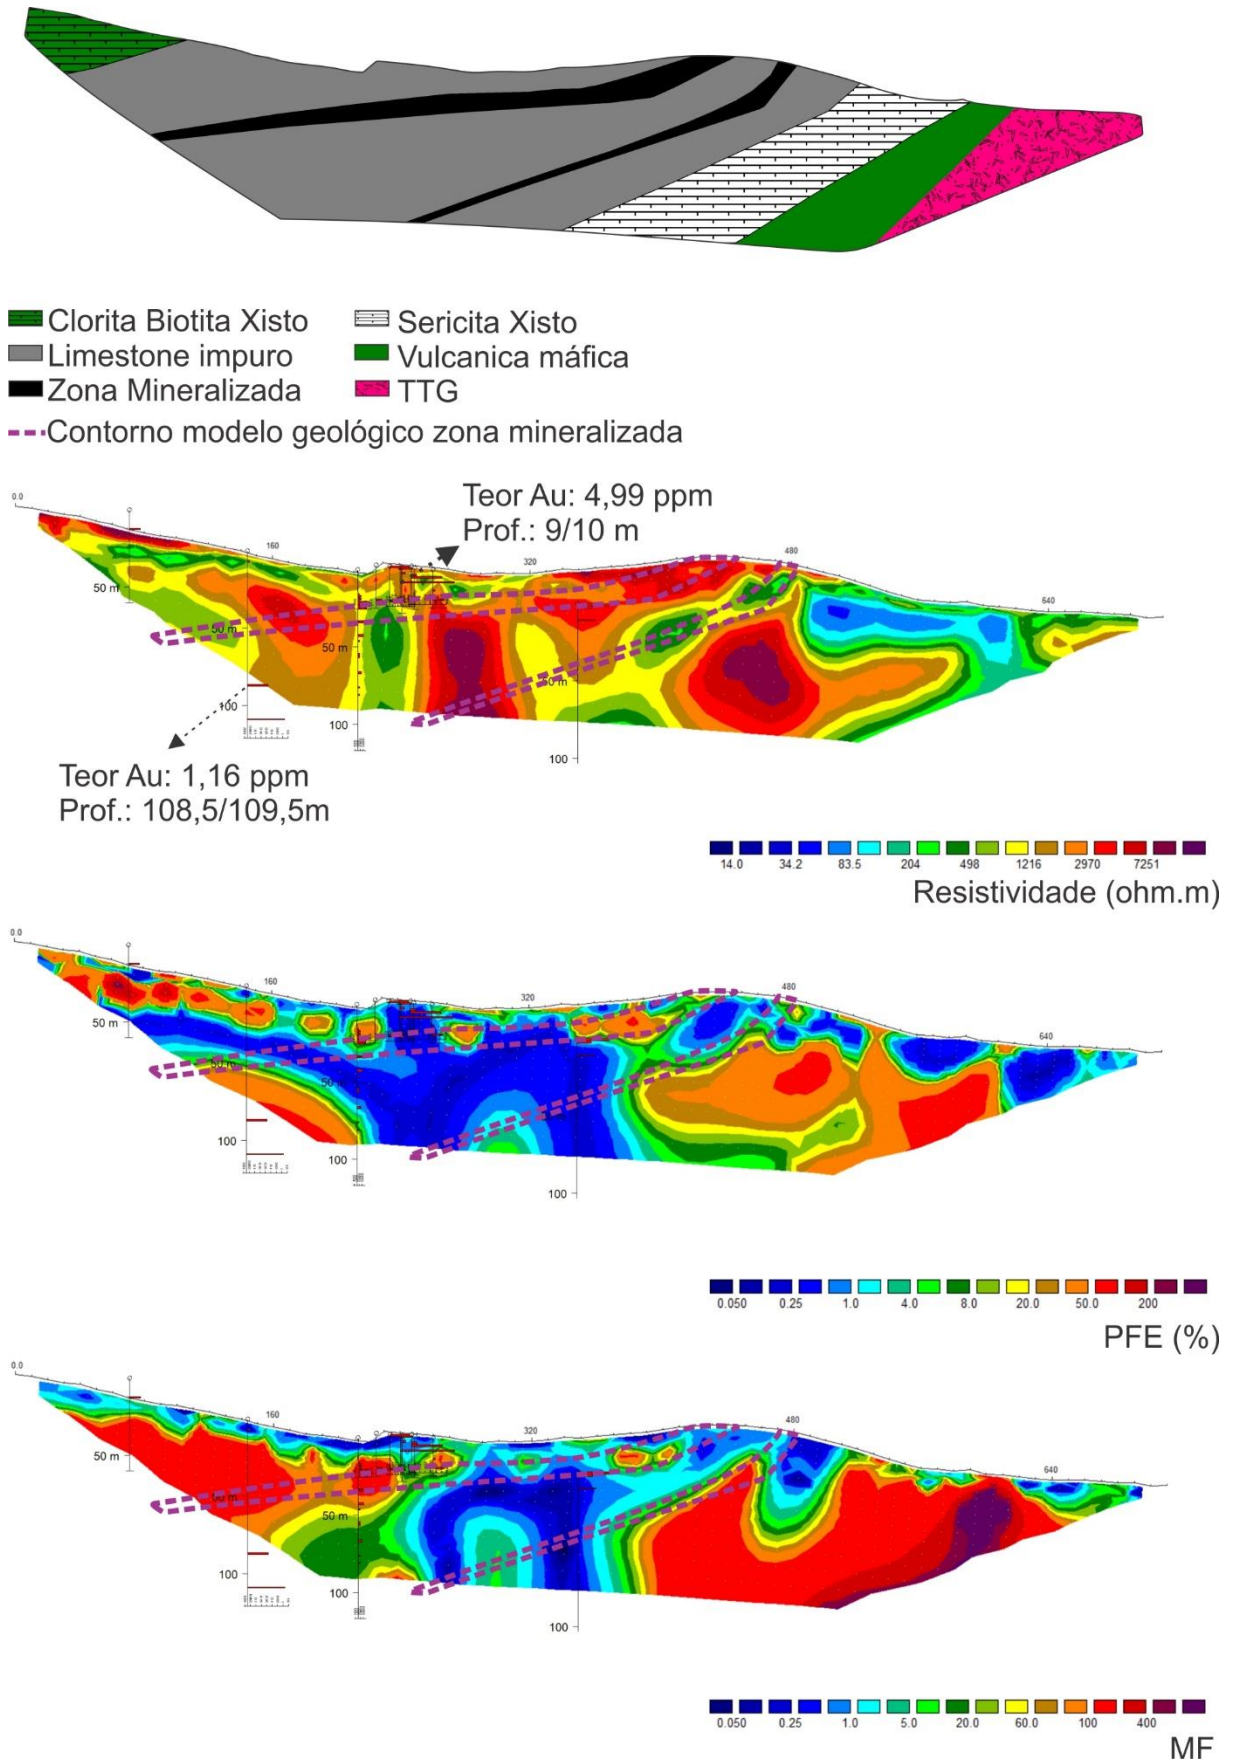 Clorita Biotita Xisto
Sericita Xisto
Limestone impuro
Vulcanica máfica
Zona Mineralizada
TTG
Contorno modelo geológico zona mineralizada
Teor Au: 4,99 ppm
Prof.: 9/10 m
0.0
160
320
480
640
50 m
50 m
50 m
50 m
100
100
100
Teor Au: 1,16 ppm
Prof.: 108,5/109,5m
14.0 34.2 83.5 204 498 1216 2970 7251
Resistividade (ohm.m)
0.0
160
320
480
640
50 m
50 m
50 m
100
100
100
0.050 0.25 1.0 4.0 8.0 20.0 50.0 200
PFE (%)
0.0
160
320
480
640
50 m
50 m
50 m
100
100
100
0.050 0.25 1.0 5.0 20.0 60.0 100 400
MF